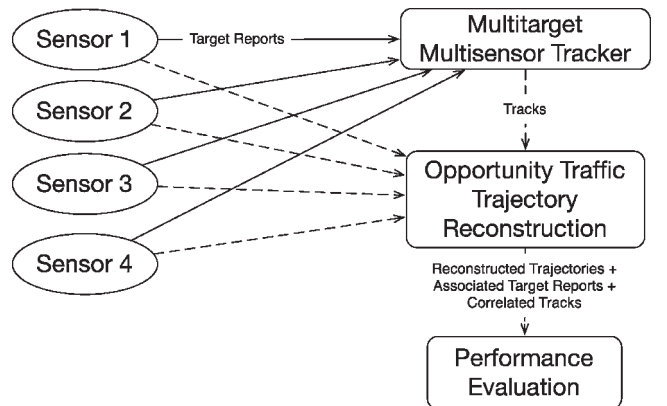 Sensor 1
Target Reports
Multitarget
Multisensor Tracker
Sensor 2
Tracks
Sensor 3
Opportunity Traffic
Trajectory
Reconstruction
Sensor 4
Reconstructed Trajectories +
Associated Target Reports +
Correlated Tracks
Performance
Evaluation